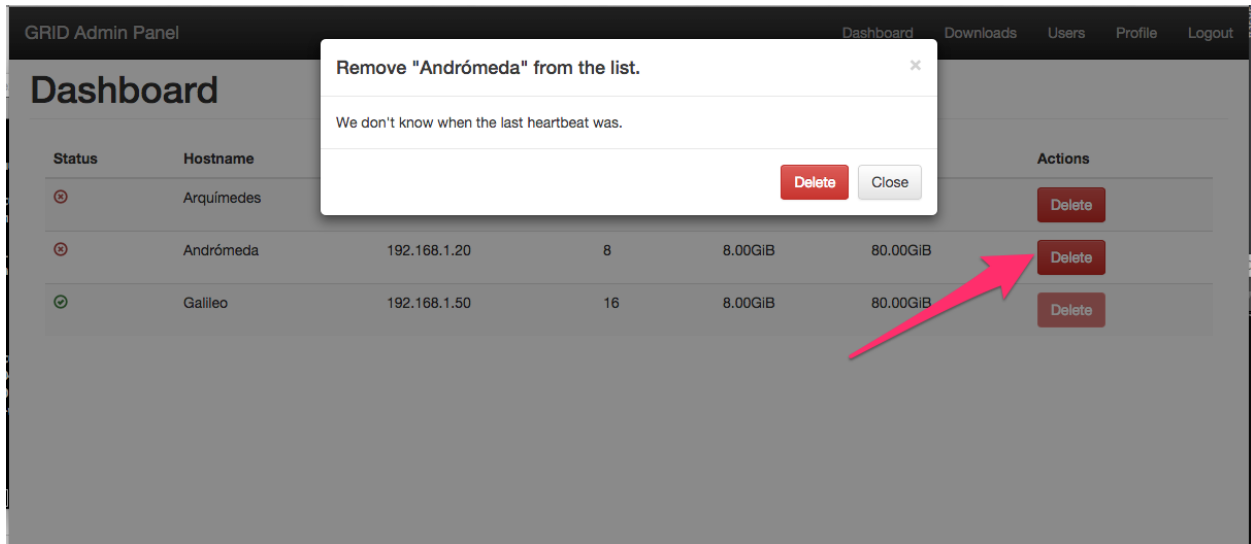 GRID Admin Panel Dashboard Downloads Users Profile Logout
Remove "Andrómeda" from the list. ×
Dashboard
We don't know when the last heartbeat was.
Status Hostname Actions
Delete Close
Arquímedes Delete
Andrómeda 192.168.1.20 8 8.00GiB 80.00GiB Delete
Galileo 192.168.1.50 16 8.00GiB 80.00GiB Delete